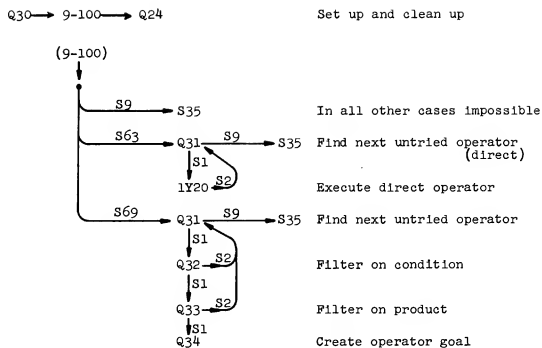 Q30 9-100 Q24 Set up and clean up
(9-100)
S9 S35 In all other cases impossible
S63 Q31 S9 S35 Find next untried operator
(direct)
S1
1Y20 S2 Execute direct operator
S69 Q31 S9 S35 Find next untried operator
S1
Q32 S2 Filter on condition
S1
Q33 S2 Filter on product
S1
Q34 Create operator goal